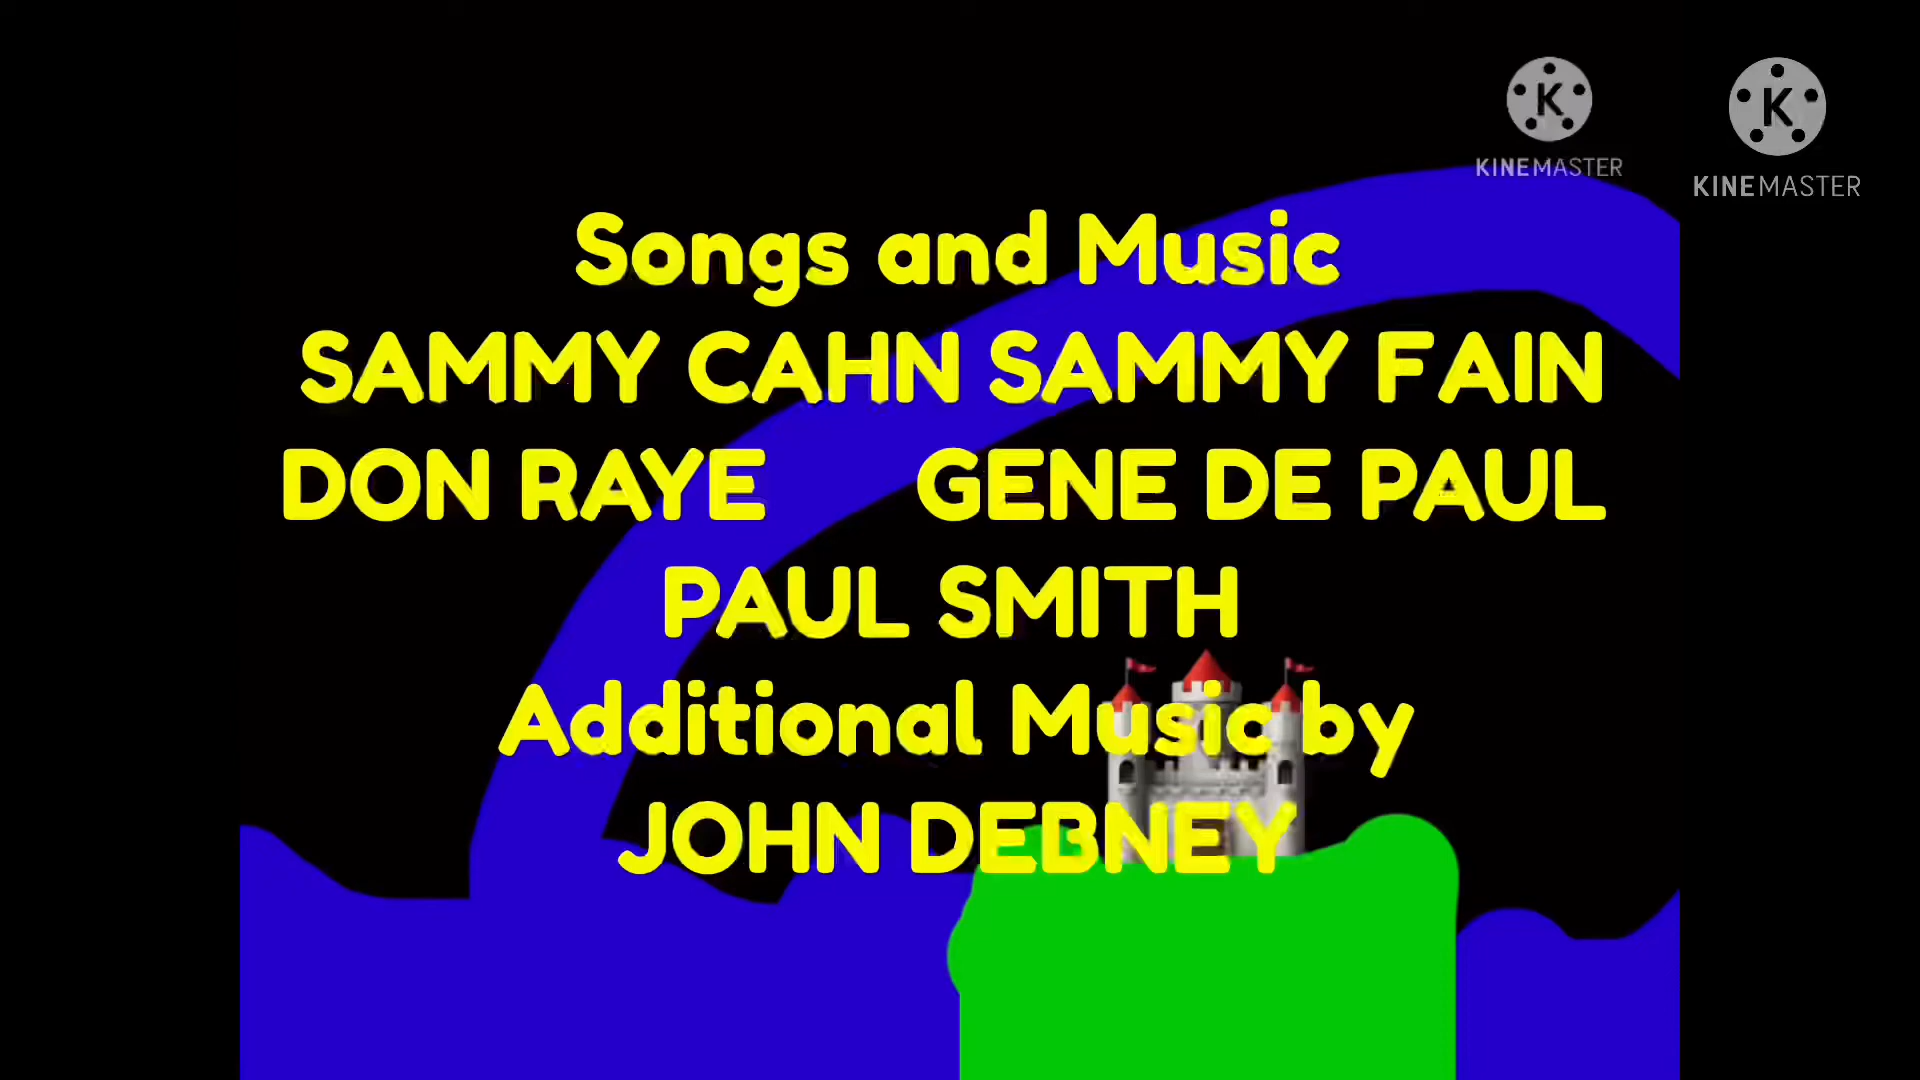 K
KINEMASTER
K
KINEMASTER
Songs and Music
SAMMY CAHN SAMMY FAIN
DON RAYE GENE DE PAUL
PAUL SMITH
Additional Music by
JOHN DEBNEY